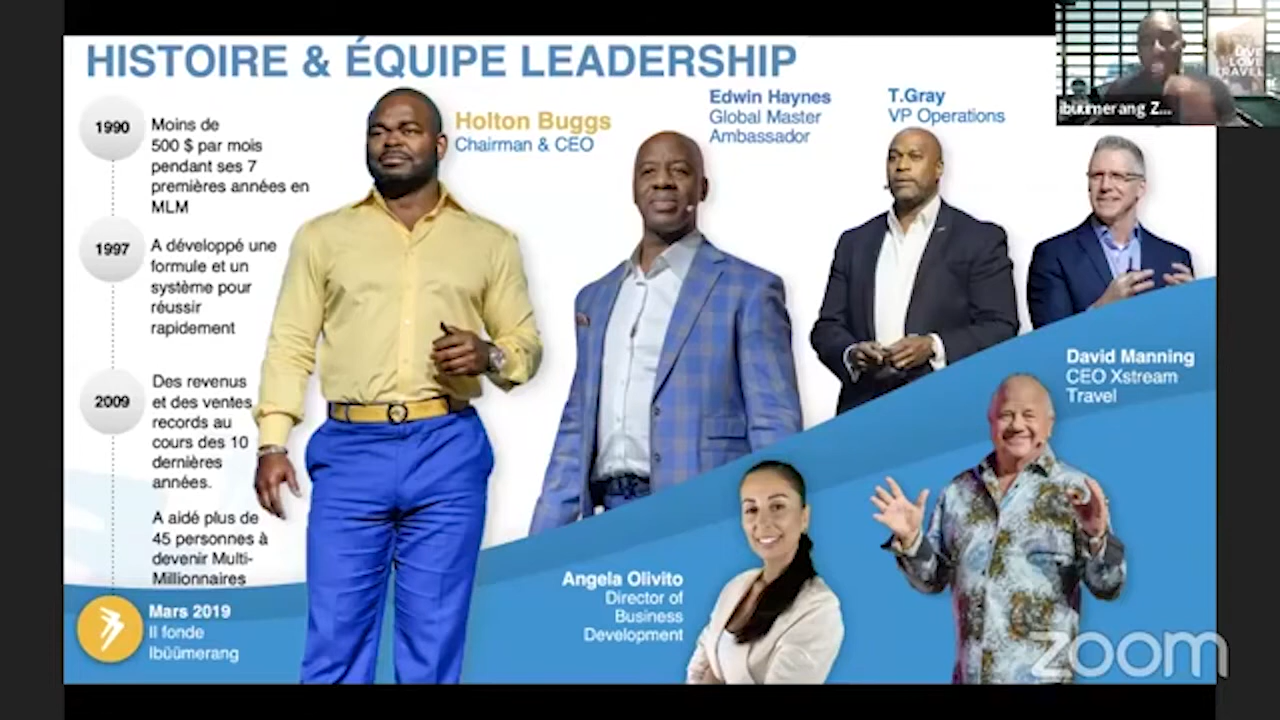 HISTOIRE & ÉQUIPE LEADERSHIP
1990
Moins de
500 $ par mois
pendant ses 7
premières années en
MLM
1997
A développé une
formule et un
système pour
réussir
rapidement
2009
Des revenus
et des ventes
records au
cours des 10
dernières
années.
A aidé plus de
45 personnes à
devenir Multi-
Millionnaires
Mars 2019
Il fonde
Ibüümerang
Holton Buggs
Chairman & CEO
Edwin Haynes
Global Master
Ambassador
T.Gray
VP Operations
David Manning
CEO Xstream
Travel
Angela Olivito
Director of
Business
Development
ibüümerang Z...
LOVE
TRAVEL
zoom